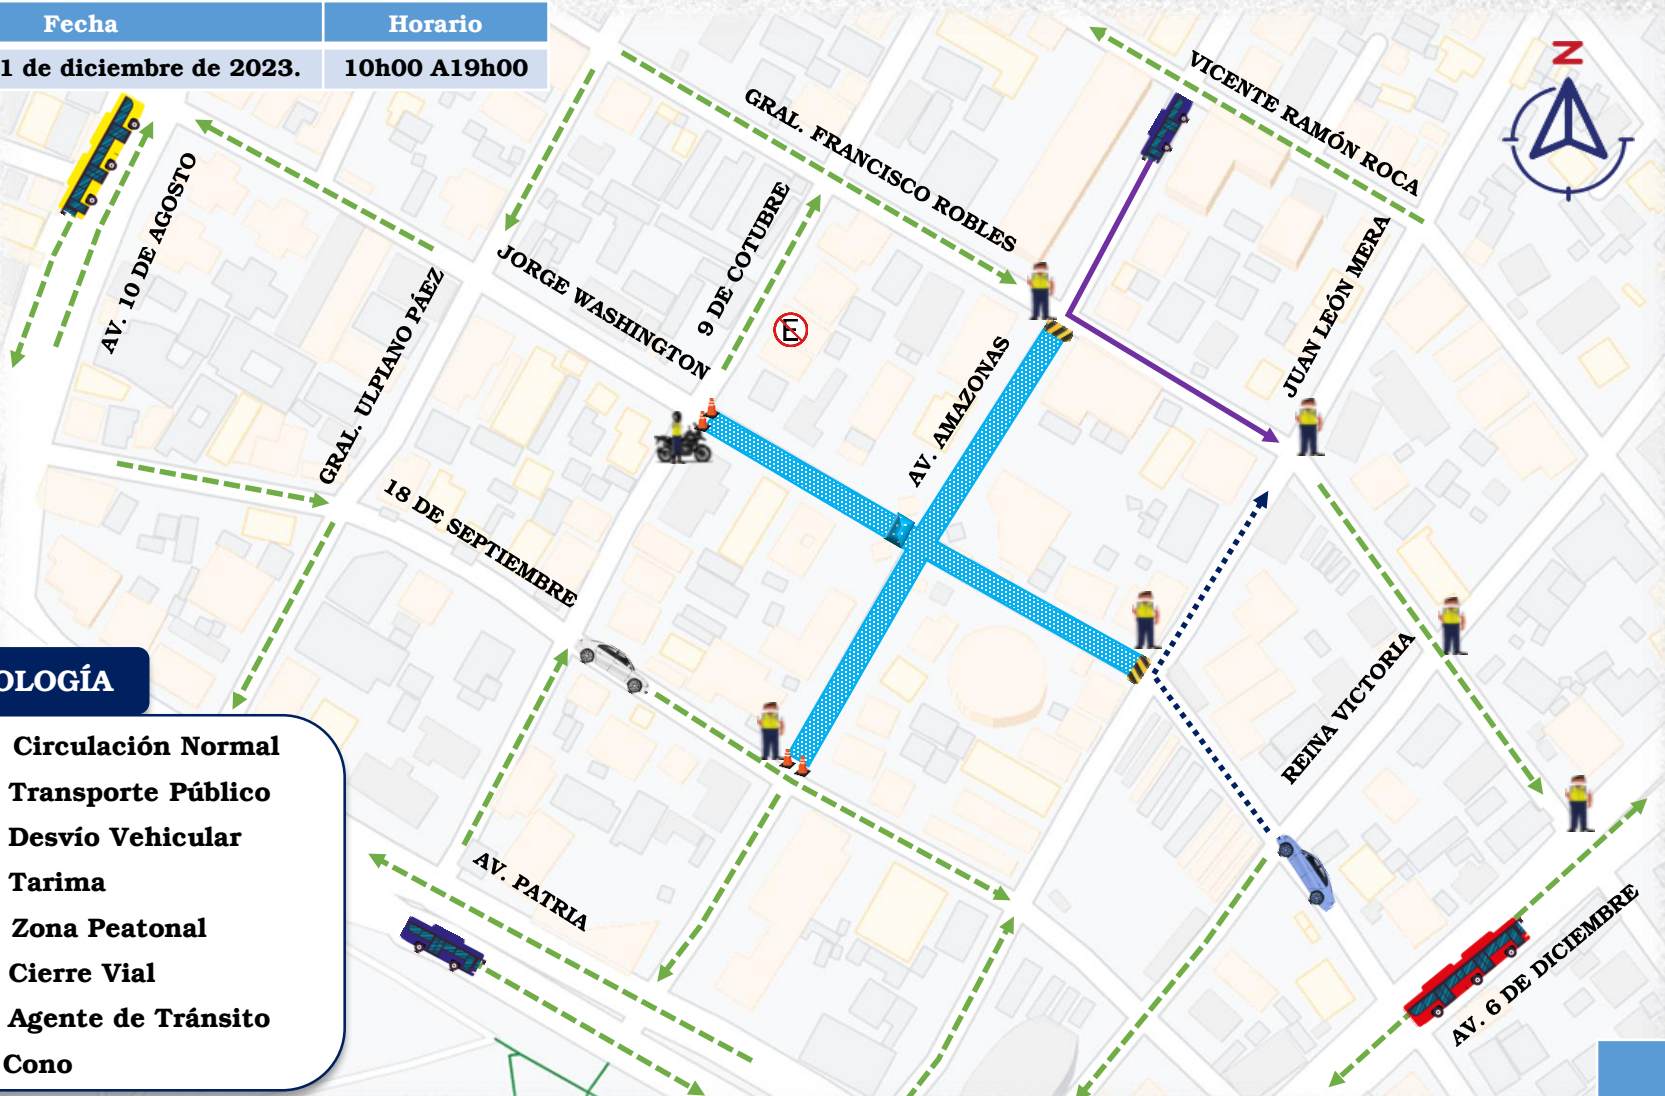 Fecha
Horario
1 de diciembre de 2023.
10h00 A19h00
N
VICENTE RAMÓN ROCA
GRAL. FRANCISCO ROBLES
AV. 10 DE AGOSTO
9 DE COTUBRE
JUAN LEÓN MERA
JORGE WASHINGTON
GRAL. ULPIANO PÁEZ
E
AV. AMAZONAS
18 DE SEPTIEMBRE
REINA VICTORIA
AV. PATRIA
AV. 6 DE DICIEMBRE
OLOGÍA
Circulación Normal
Transporte Público
Desvío Vehicular
Tarima
Zona Peatonal
Cierre Vial
Agente de Tránsito
Cono